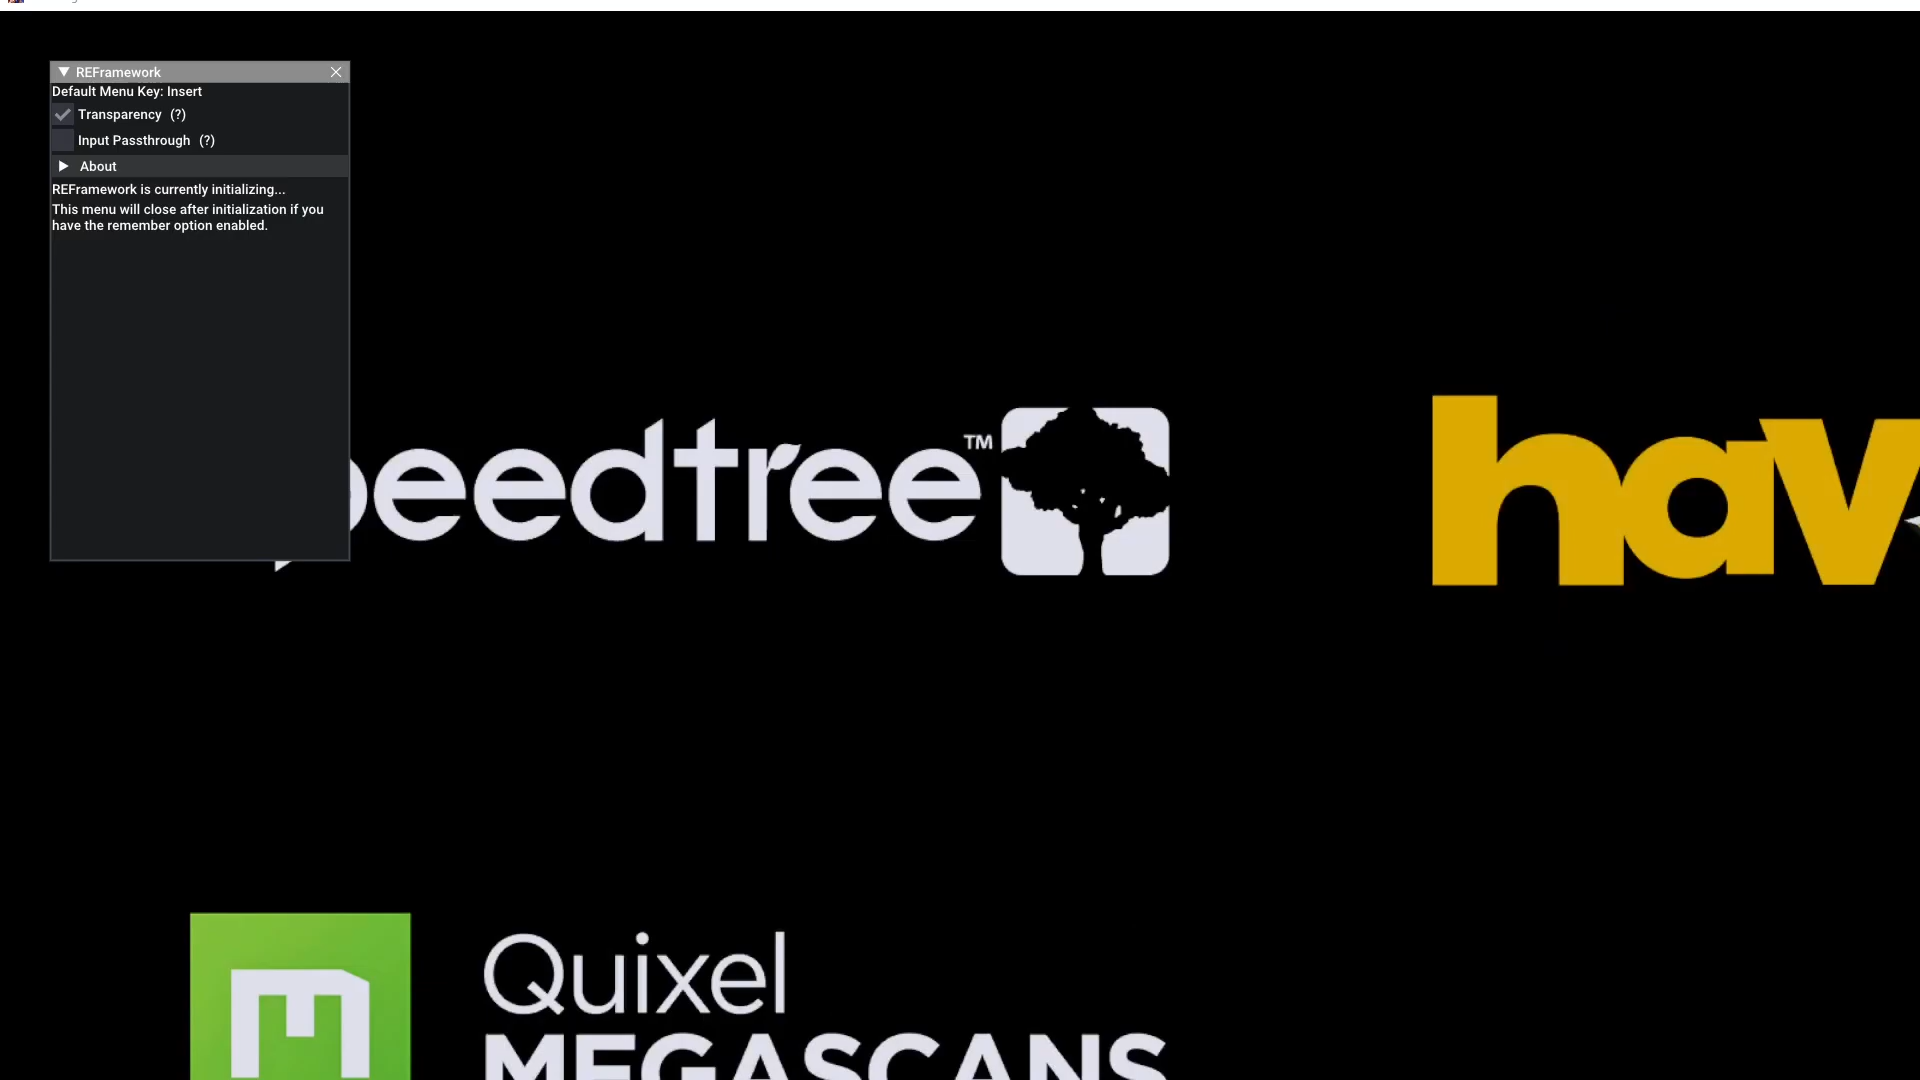 REFramework
Default Menu Key: Insert
Transparency (?)
Input Passthrough (?)
About
REFramework is currently initializing...
This menu will close after initialization if you
have the remember option enabled.
peedtree™
hav
Quixel
MEGASCANS